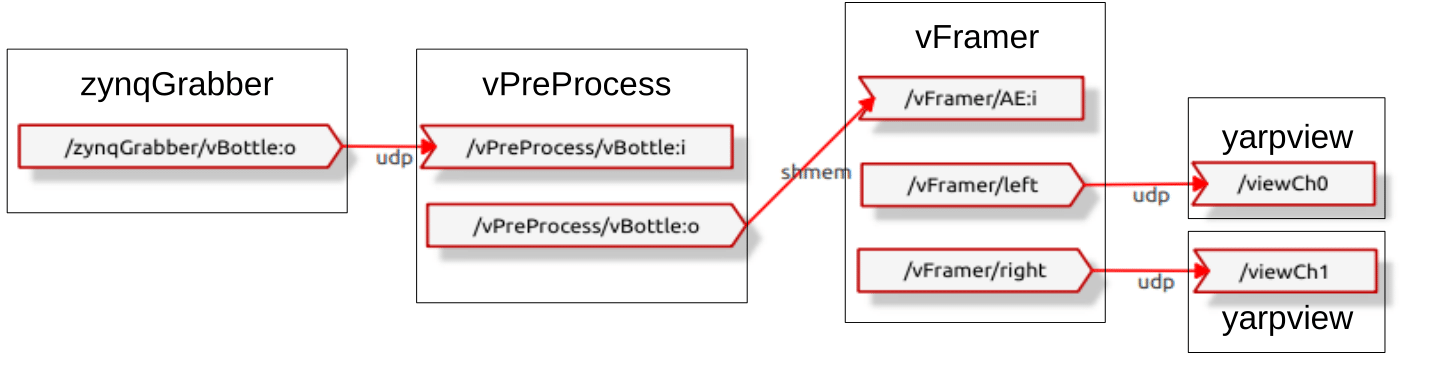 zynqGrabber
/zynqGrabber/vBottle:o
udp
vPreProcess
/vPreProcess/vBottle:i
/vPreProcess/vBottle:o
shmem
vFramer
/vFramer/AE:i
/vFramer/left
/vFramer/right
udp
udp
yarpview
/viewCh0
/viewCh1
yarpview